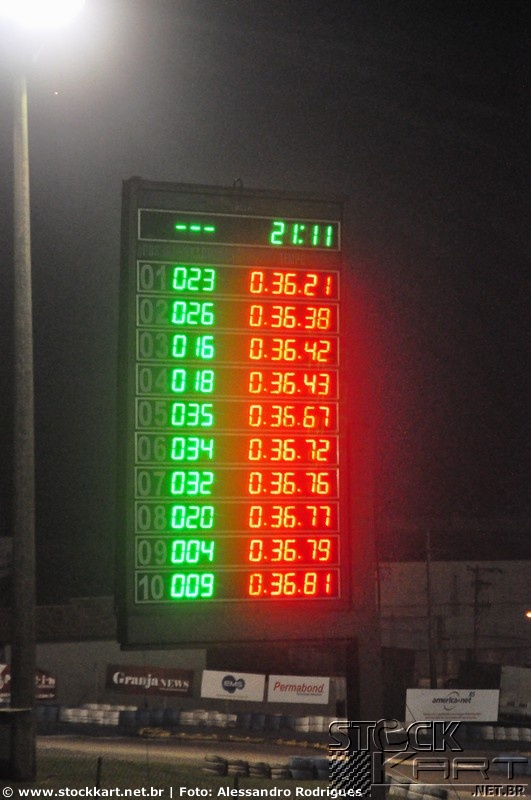 --- 21:11
01 023 0.36.21
02 026 0.36.38
03 016 0.36.42
04 018 0.36.43
05 035 0.36.67
06 034 0.36.72
07 032 0.36.76
08 020 0.36.77
09 004 0.36.79
10 009 0.36.81
Granja NEWS
EMS
Permabond
america-net
STOCK
KART
.NET.BR
© www.stockkart.net.br | Foto: Alessandro Rodrigues